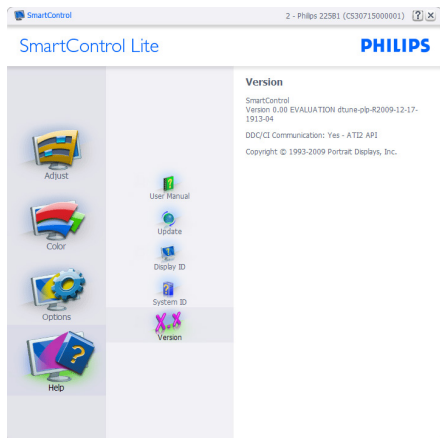 SmartControl
2 - Philips 225B1 (CS30715000001)
SmartControl Lite
PHILIPS
Adjust
Color
Options
Help
User Manual
Update
Display ID
System ID
X.X
Version
Version
SmartControl
Version 0.00 EVALUATION dtune-plp-R2009-12-17-
1913-04
DDC/CI Communication: Yes - ATI2 API
Copyright © 1993-2009 Portrait Displays, Inc.